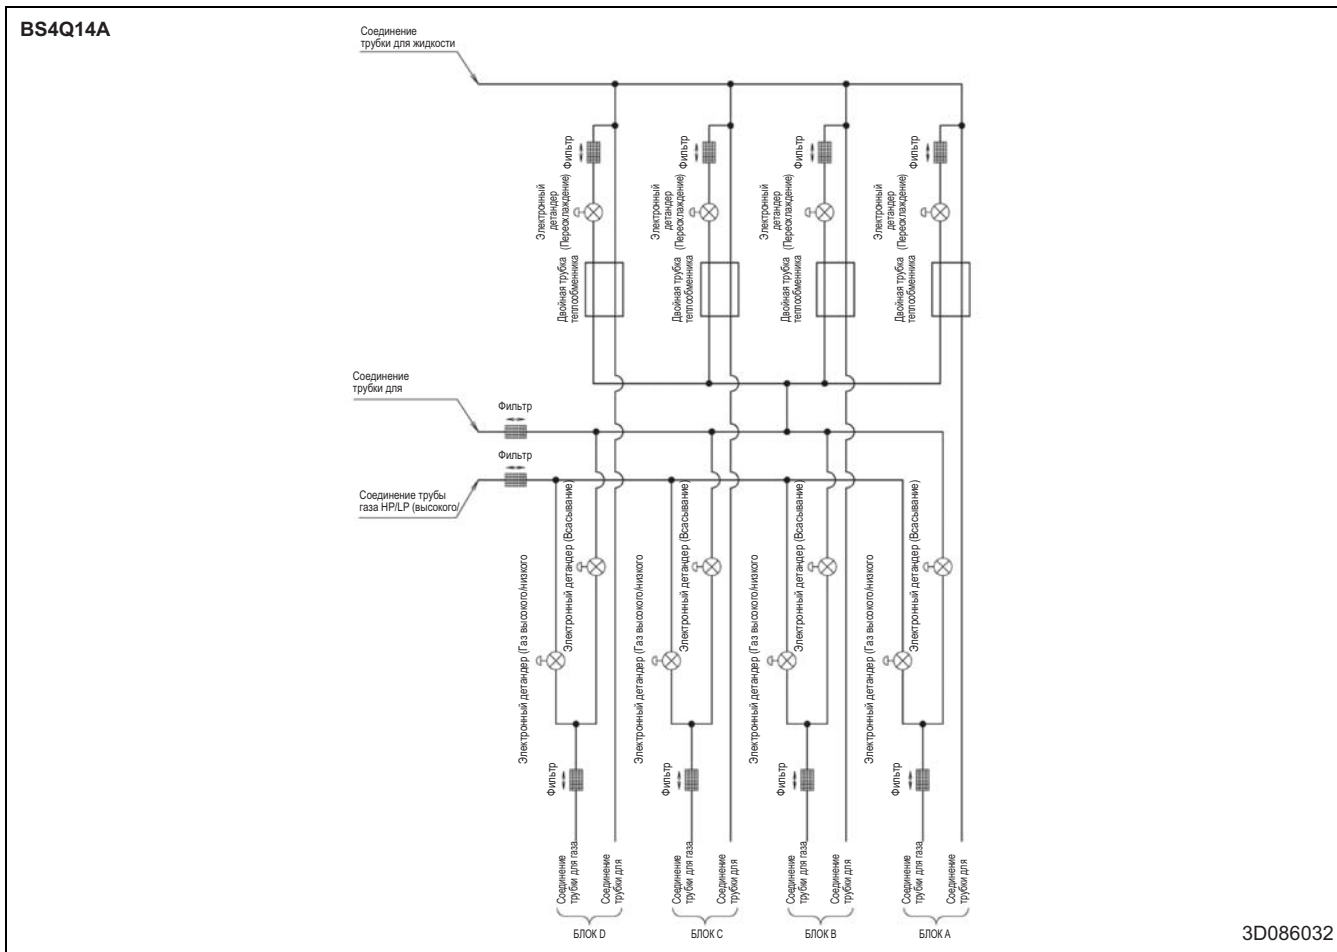 BS4Q14A
Соединение
трубки для жидкости
Фильтр
Фильтр
Фильтр
Фильтр
Электронный
детандер
(Переохлаждение)
Электронный
детандер
(Переохлаждение)
Электронный
детандер
(Переохлаждение)
Электронный
детандер
(Переохлаждение)
Двойная трубка
теплообменника
Двойная трубка
теплообменника
Двойная трубка
теплообменника
Двойная трубка
теплообменника
Соединение
трубки для
Фильтр
Фильтр
Соединение трубы
газа HP/LP (высокого/
Электронный детандер (Газ высокого/низкого
Электронный детандер (Всасывание)
Электронный детандер (Газ высокого/низкого
Электронный детандер (Всасывание)
Электронный детандер (Газ высокого/низкого
Электронный детандер (Всасывание)
Электронный детандер (Газ высокого/низкого
Электронный детандер (Всасывание)
Фильтр
Фильтр
Фильтр
Фильтр
Соединение
трубки для газа
Соединение
трубки для
Соединение
трубки для газа
Соединение
трубки для
Соединение
трубки для газа
Соединение
трубки для
Соединение
трубки для газа
Соединение
трубки для
БЛОК D
БЛОК C
БЛОК B
БЛОК A
3D086032